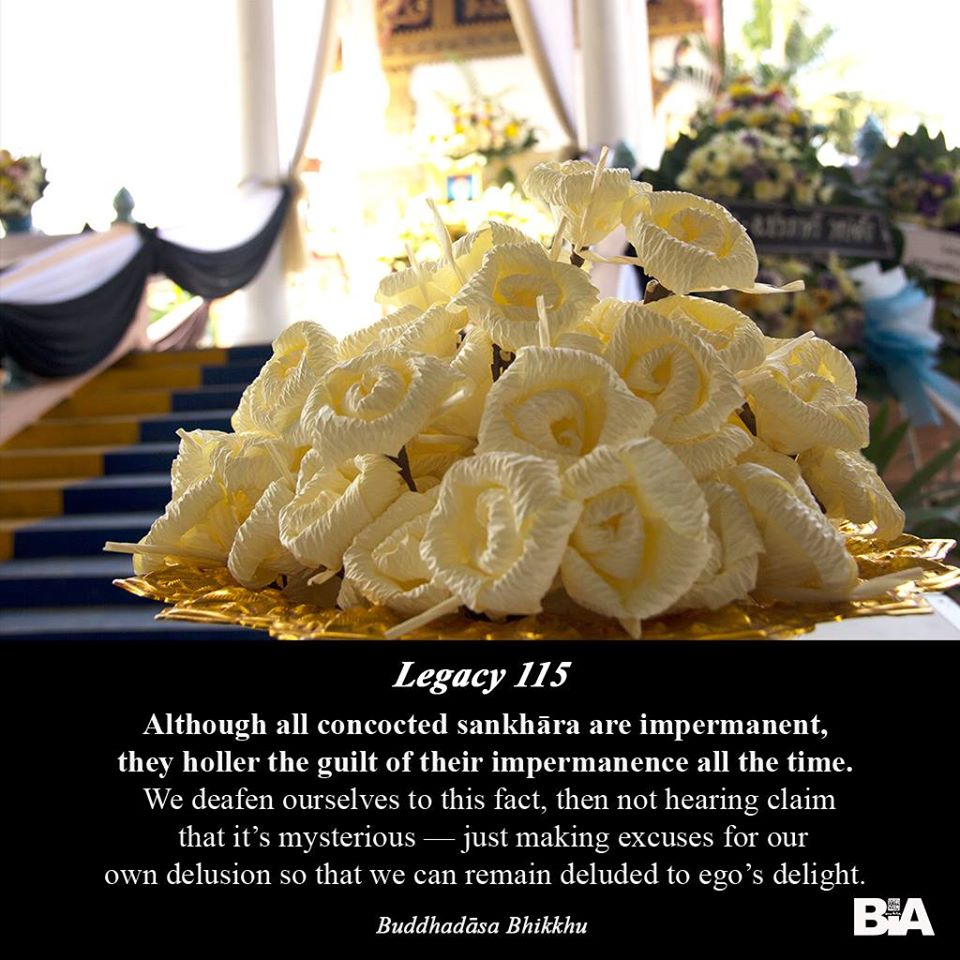 Legacy 115
Although all concocted sankhāra are impermanent,
they holler the guilt of their impermanence all the time.
We deafen ourselves to this fact, then not hearing claim
that it's mysterious — just making excuses for our
own delusion so that we can remain deluded to ego's delight.
Buddhadāsa Bhikkhu
BIA